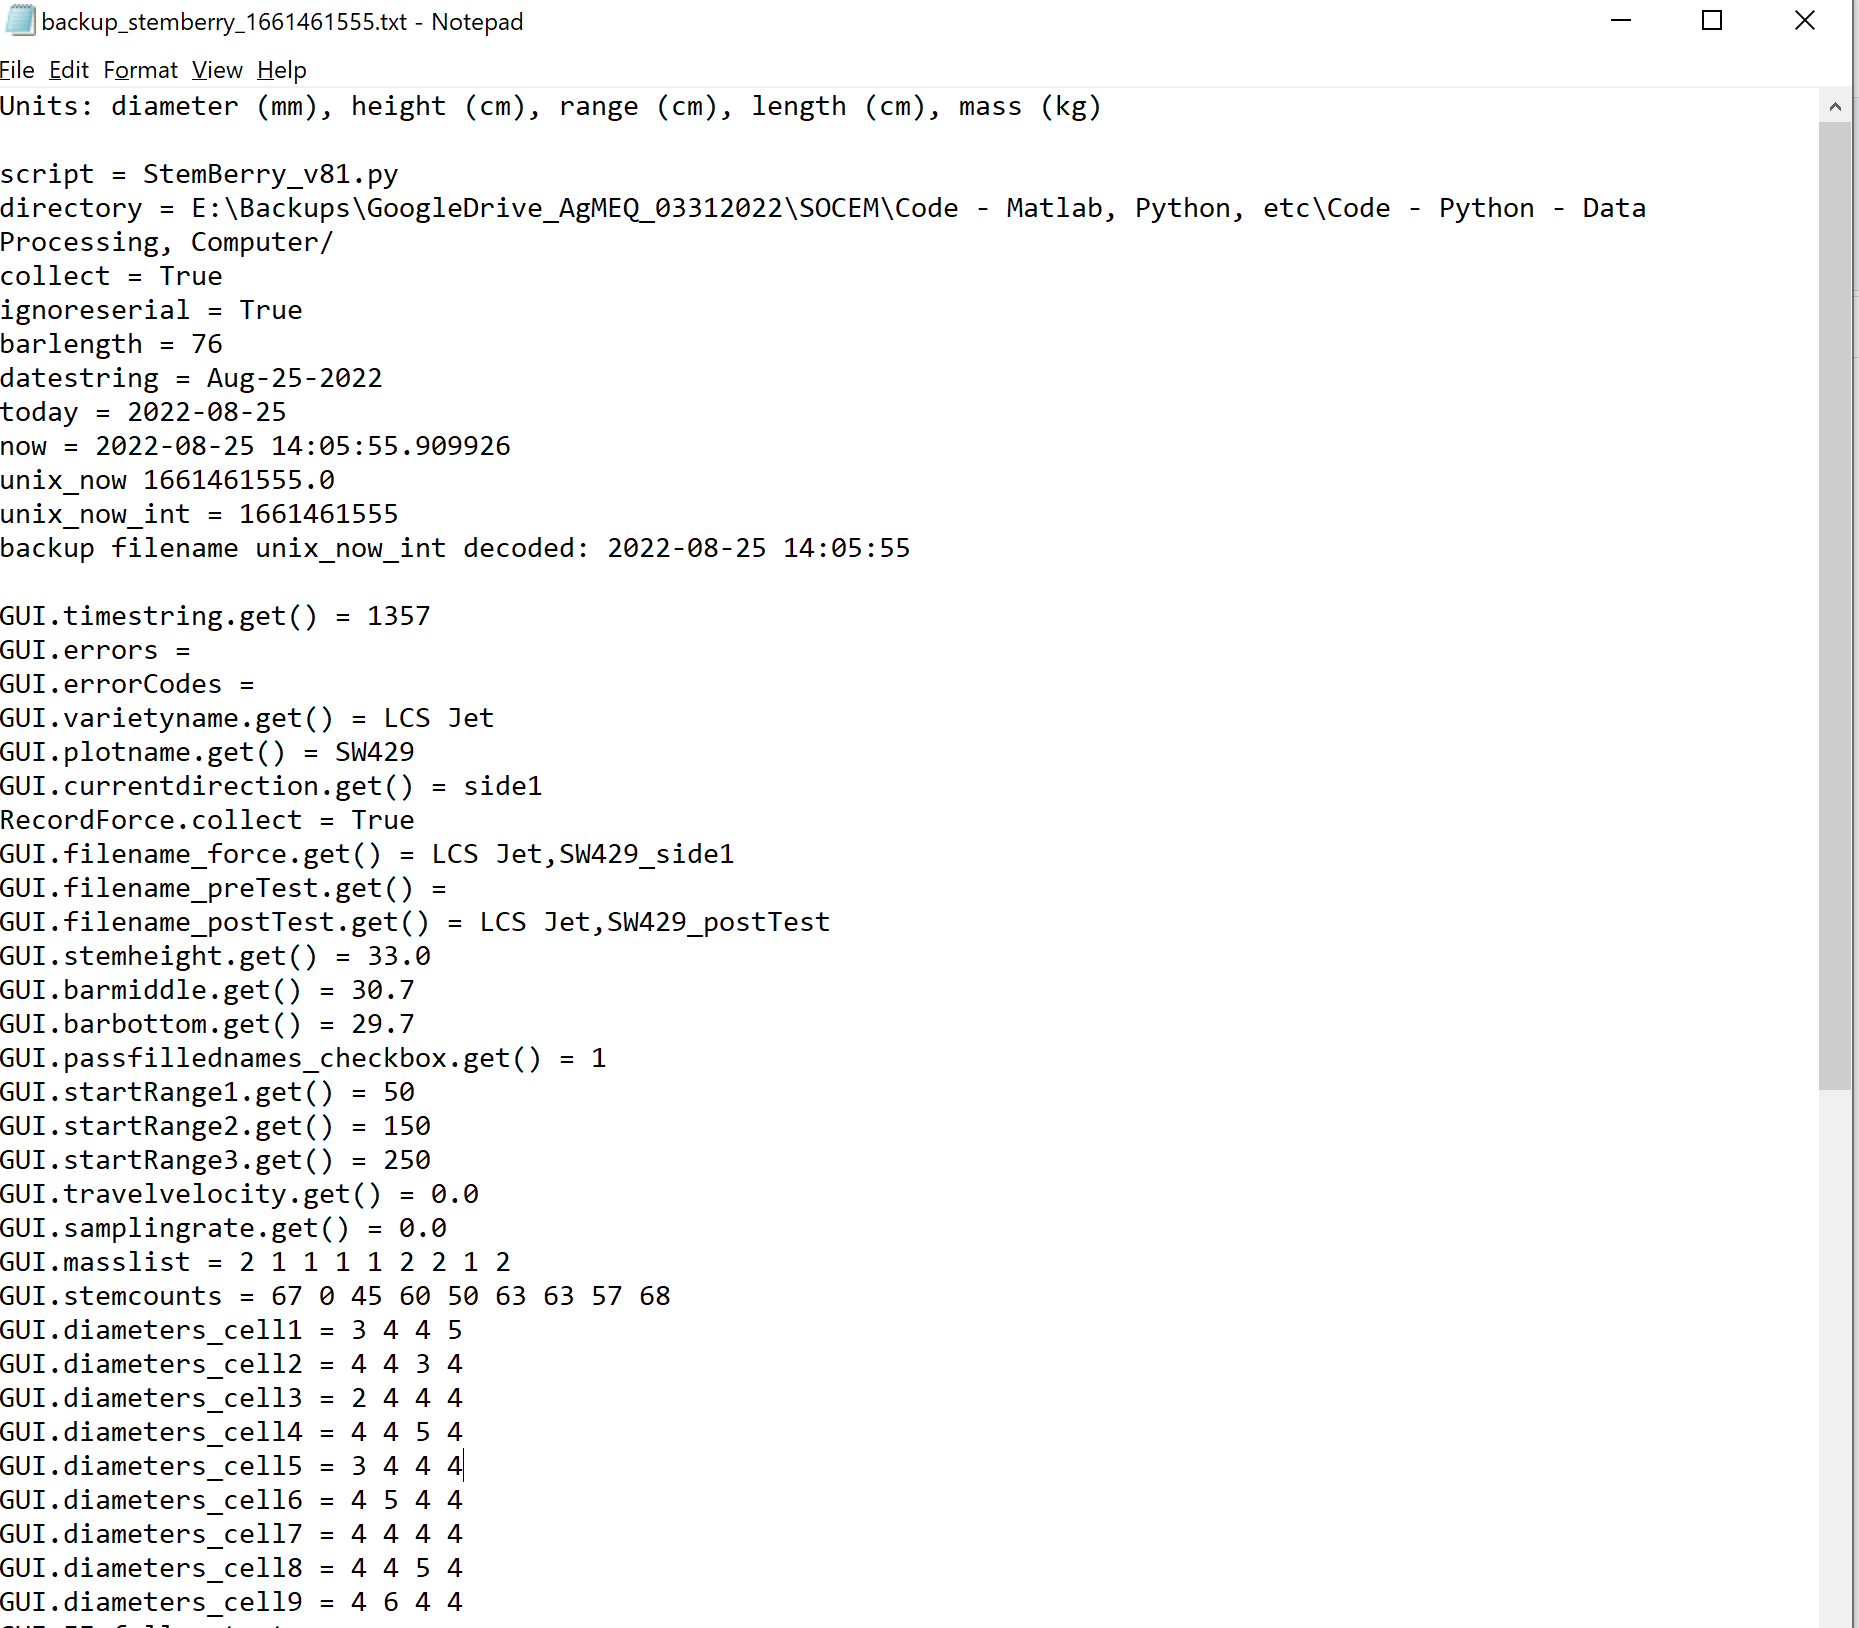 backup_stemberry_1661461555.txt - Notepad
File Edit Format View Help
Units: diameter (mm), height (cm), range (cm), length (cm), mass (kg)
script = StemBerry_v81.py
directory = E:\Backups\GoogleDrive_AgMEQ_03312022\SOCEM\Code - Matlab, Python, etc\Code - Python - Data
Processing, Computer/
collect = True
ignoreserial = True
barlength = 76
datestring = Aug-25-2022
today = 2022-08-25
now = 2022-08-25 14:05:55.909926
unix_now 1661461555.0
unix_now_int = 1661461555
backup filename unix_now_int decoded: 2022-08-25 14:05:55
GUI.timestring.get() = 1357
GUI.errors =
GUI.errorCodes =
GUI.varietyname.get() = LCS Jet
GUI.plotname.get() = SW429
GUI.currentdirection.get() = side1
RecordForce.collect = True
GUI.filename_force.get() = LCS Jet,SW429_side1
GUI.filename_preTest.get() =
GUI.filename_postTest.get() = LCS Jet,SW429_postTest
GUI.stemheight.get() = 33.0
GUI.barmiddle.get() = 30.7
GUI.barbottom.get() = 29.7
GUI.passfillednames_checkbox.get() = 1
GUI.startRange1.get() = 50
GUI.startRange2.get() = 150
GUI.startRange3.get() = 250
GUI.travelvelocity.get() = 0.0
GUI.samplingrate.get() = 0.0
GUI.masslist = 2 1 1 1 1 2 2 1 2
GUI.stemcounts = 67 0 45 60 50 63 63 57 68
GUI.diameters_cell1 = 3 4 4 5
GUI.diameters_cell2 = 4 4 3 4
GUI.diameters_cell3 = 2 4 4 4
GUI.diameters_cell4 = 4 4 5 4
GUI.diameters_cell5 = 3 4 4 4
GUI.diameters_cell6 = 4 5 4 4
GUI.diameters_cell7 = 4 4 4 4
GUI.diameters_cell8 = 4 4 5 4
GUI.diameters_cell9 = 4 6 4 4